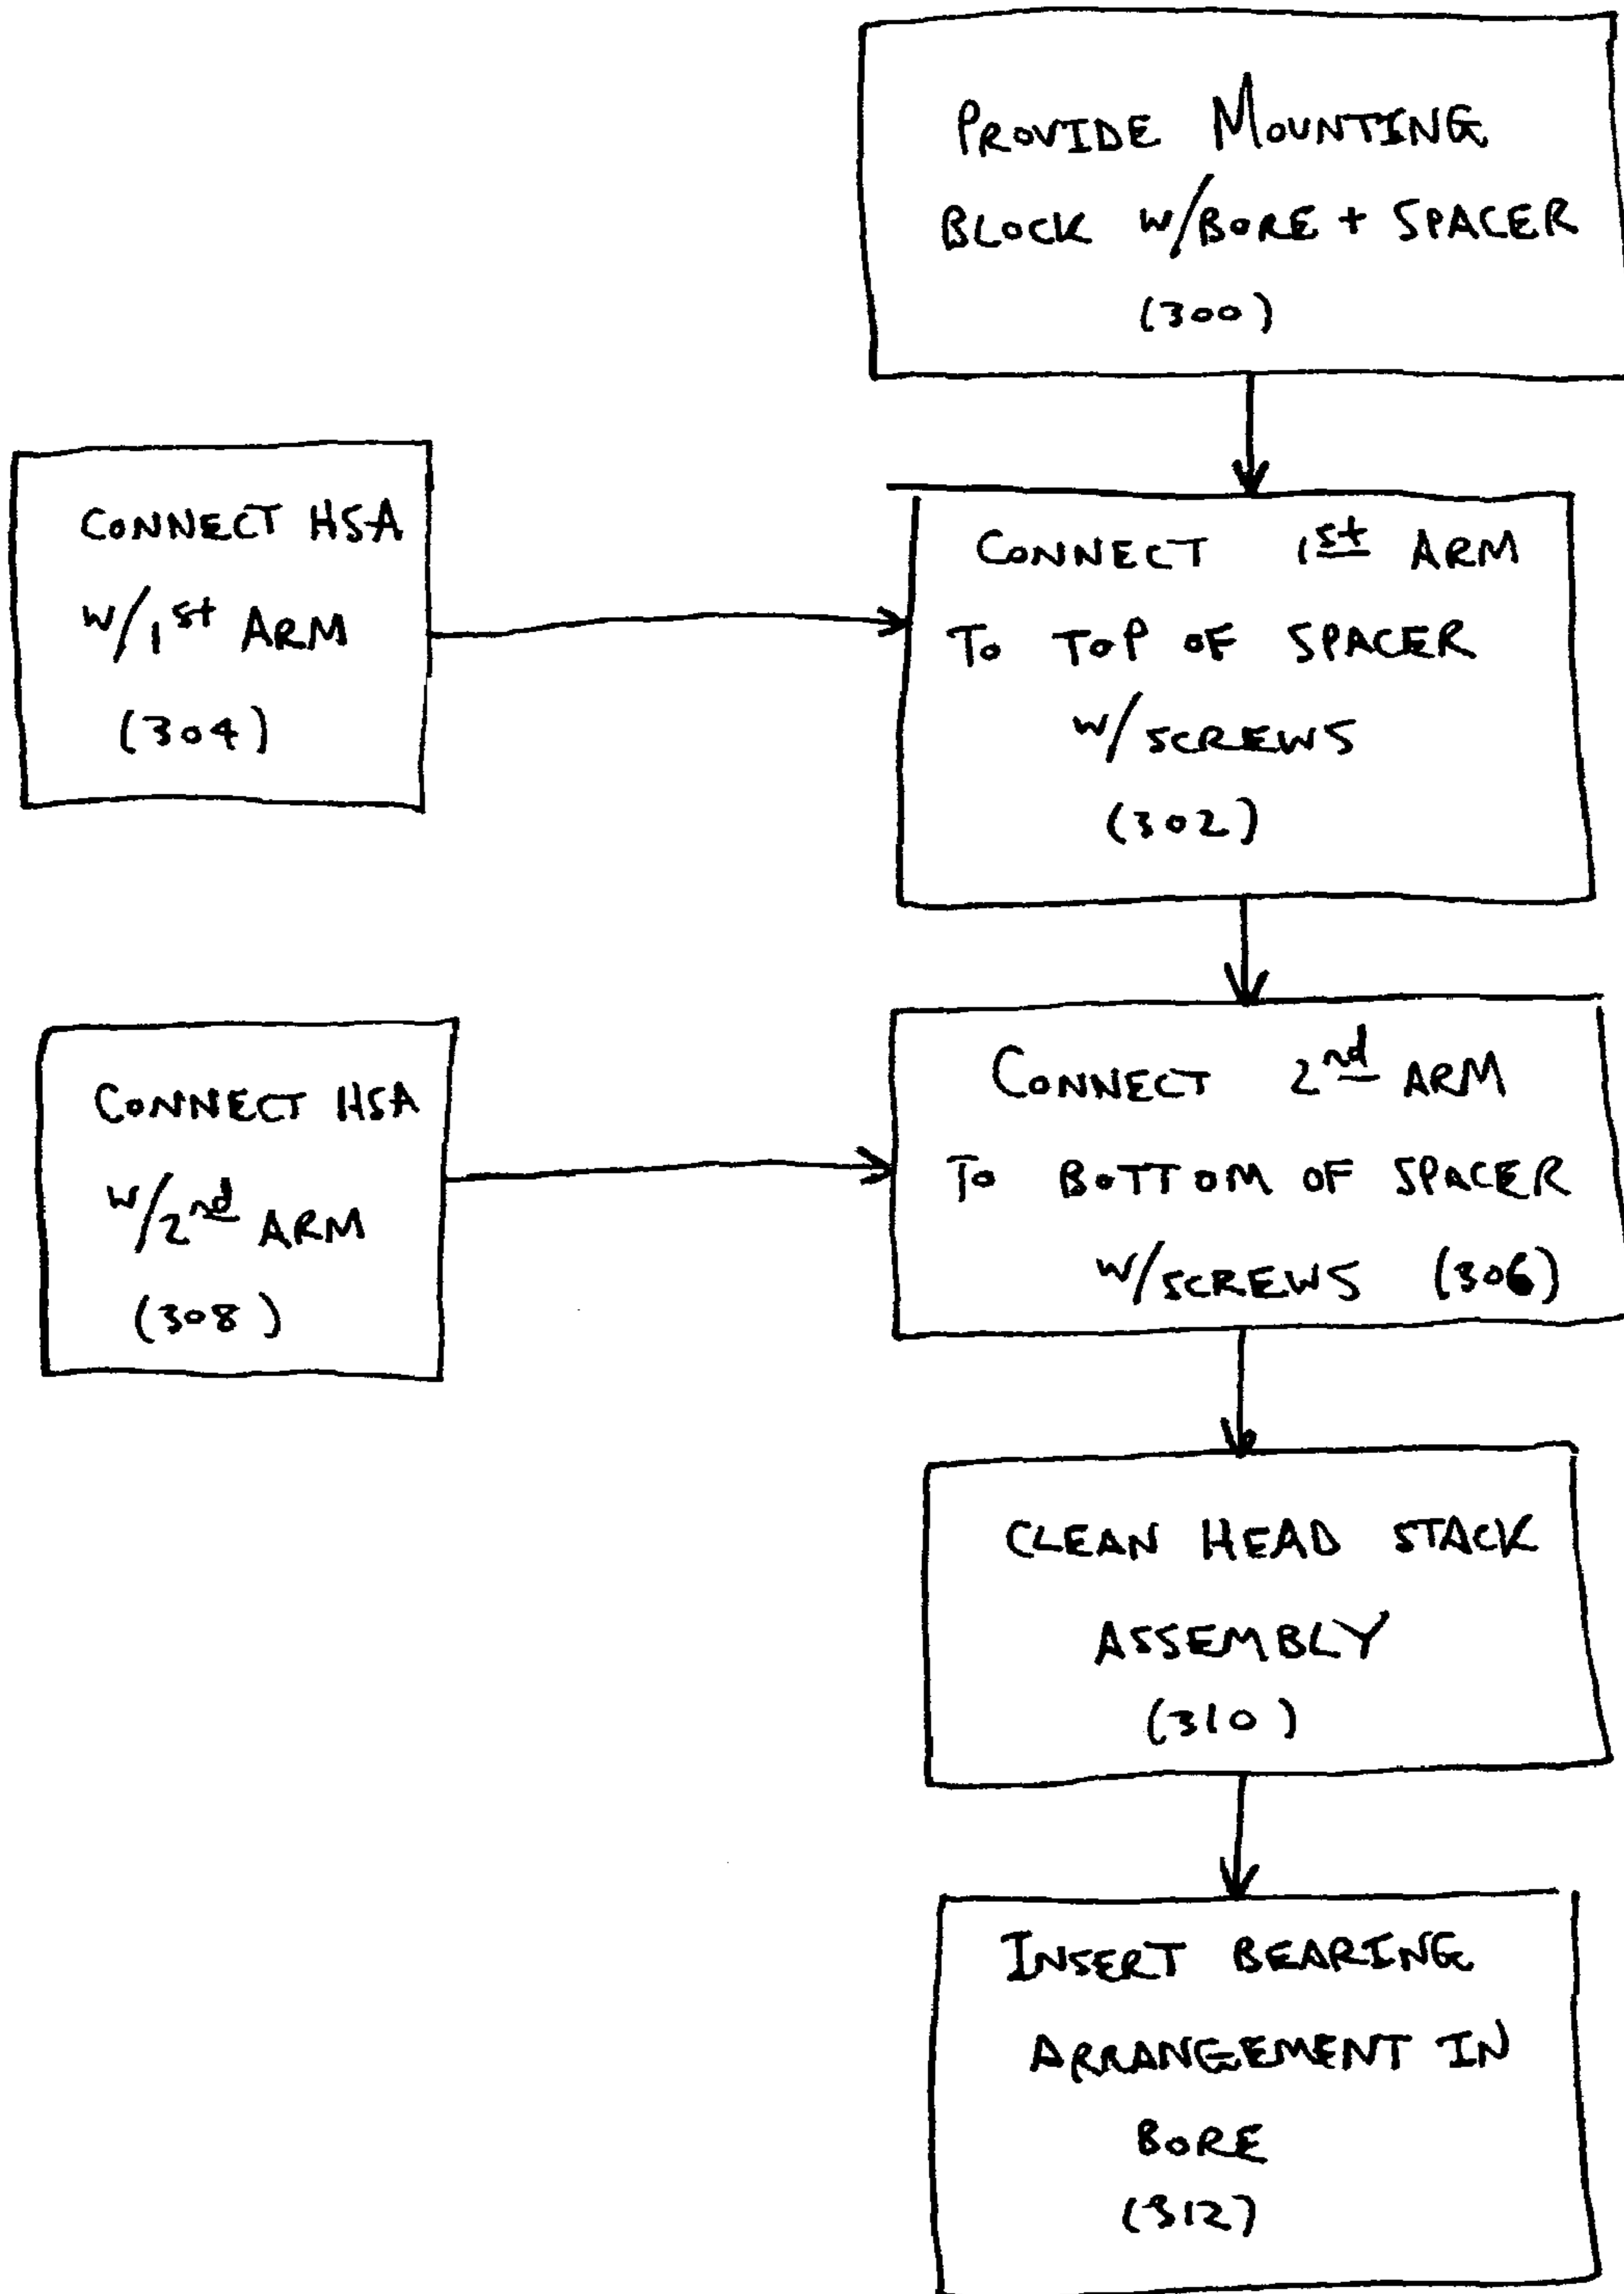 PROVIDE MOUNTING
BLOCK W/BORE + SPACER
(300)
CONNECT HSA
W/1st ARM
(304)
CONNECT 1st ARM
TO TOP OF SPACER
W/SCREWS
(302)
CONNECT HSA
W/2nd ARM
(308)
CONNECT 2nd ARM
TO BOTTOM OF SPACER
W/SCREWS (306)
CLEAN HEAD STACK
ASSEMBLY
(310)
INSERT BEARING
ARRANGEMENT IN
BORE
(312)